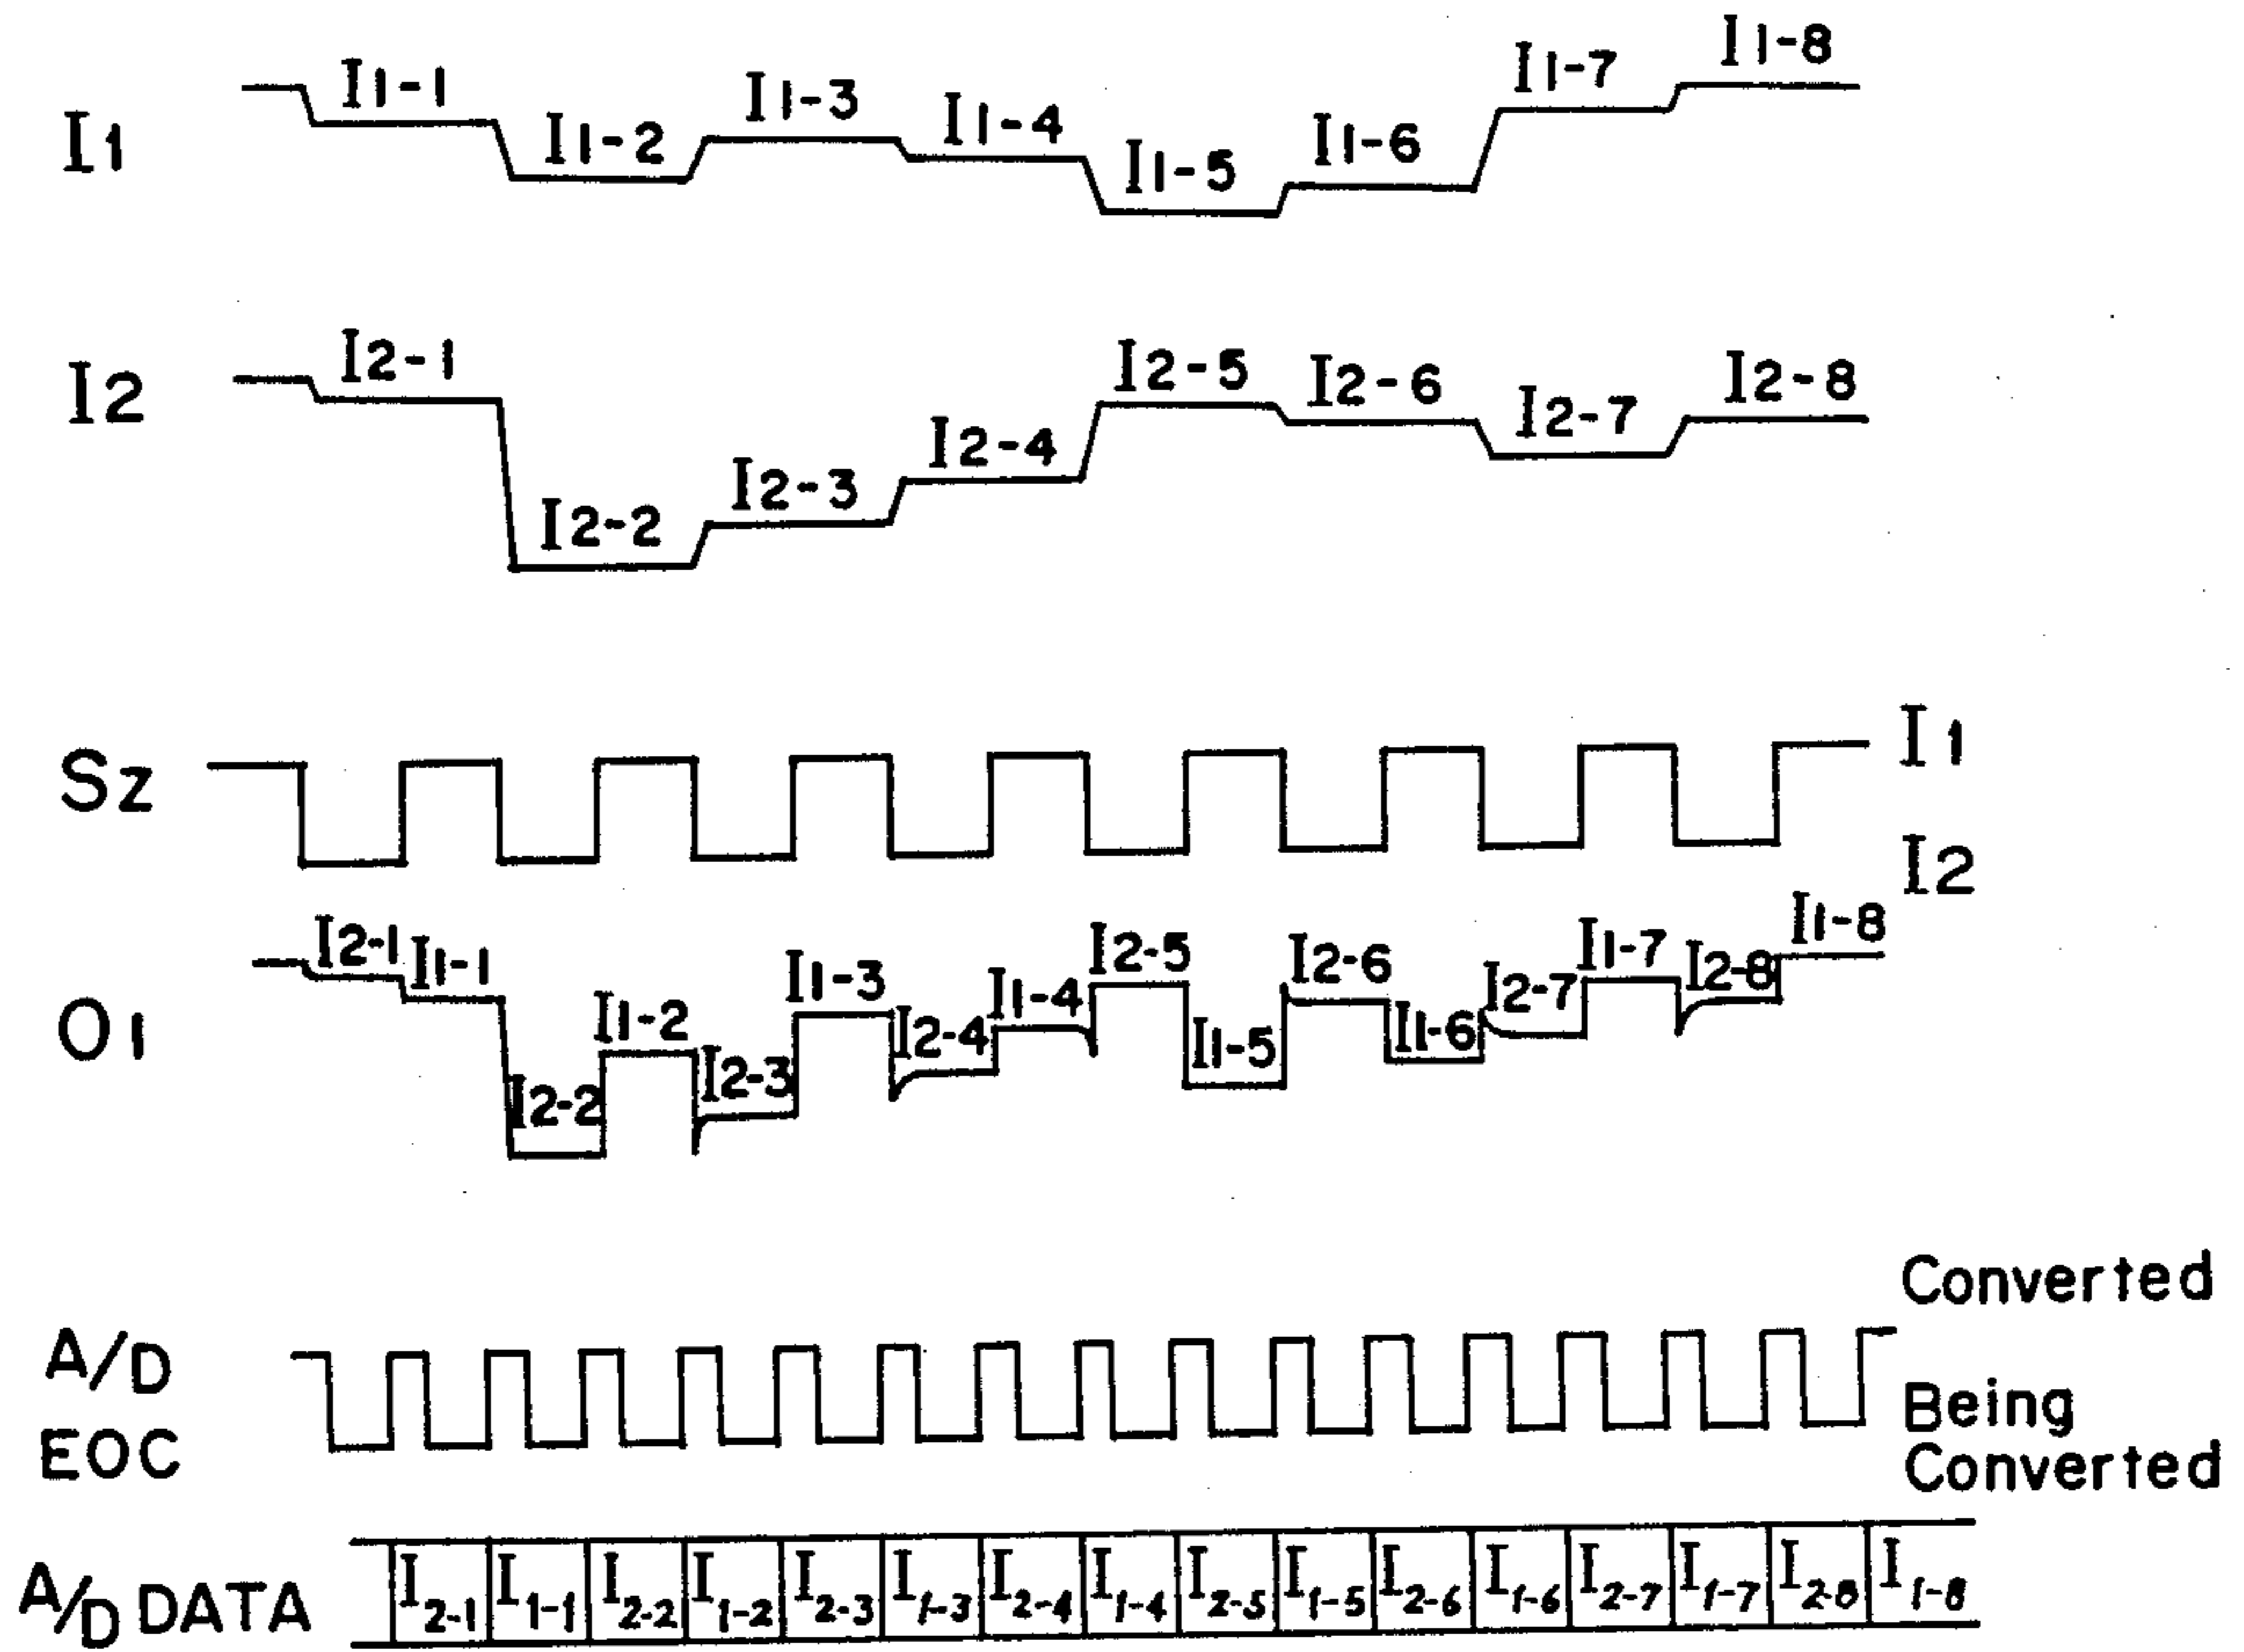 I1 I1-1 I1-2 I1-3 I1-4 I1-5 I1-6 I1-7 I1-8
I2 I2-1 I2-2 I2-3 I2-4 I2-5 I2-6 I2-7 I2-8
Sz I1
I2
O1 I2-1 I1-1 I2-2 I1-2 I2-3 I1-3 I2-4 I1-4 I2-5 I1-5 I2-6 I1-6 I2-7 I1-7 I2-8 I1-8
Converted
A/D
EOC
Being
Converted
A/D DATA I2-1 I1-1 I2-2 I1-2 I2-3 I1-3 I2-4 I1-4 I2-5 I1-5 I2-6 I1-6 I2-7 I1-7 I2-8 I1-8